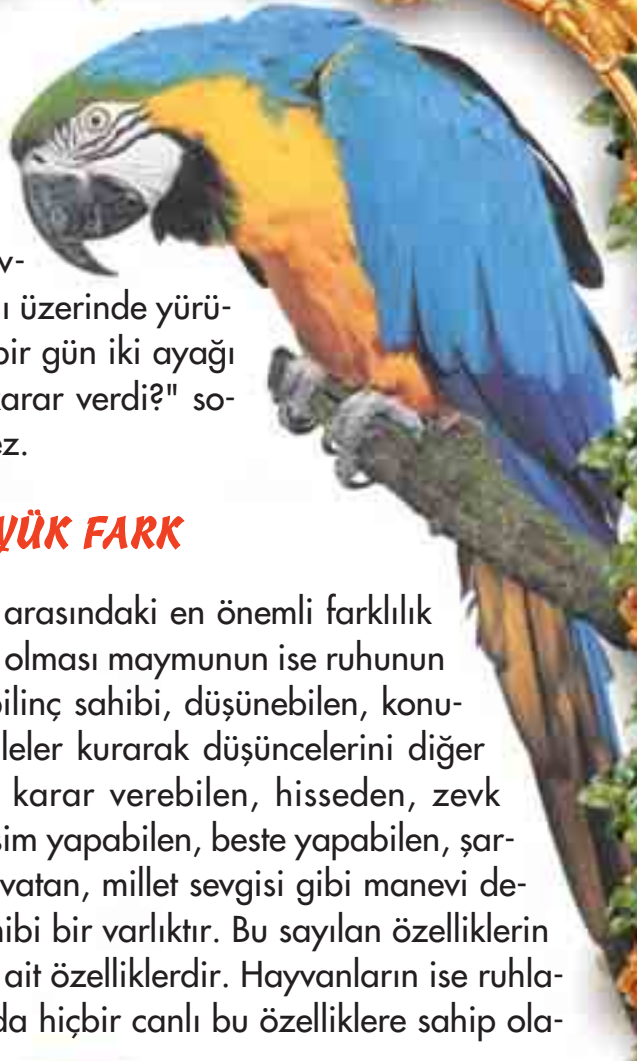 v-
ı üzerinde yürü-
bir gün iki ayağı
karar verdi?" so-
ez.
YÜK FARK
arasındaki en önemli farklılık
olması maymunun ise ruhunun
bilinç sahibi, düşünebilen, konu-
leler kurarak düşüncelerini diğer
karar verebilen, hisseden, zevk
sim yapabilen, beste yapabilen, şar-
vatan, millet sevgisi gibi manevi de-
hibi bir varlıktır. Bu sayılan özelliklerin
ait özelliklerdir. Hayvanların ise ruhla-
da hiçbir canlı bu özelliklere sahip ola-